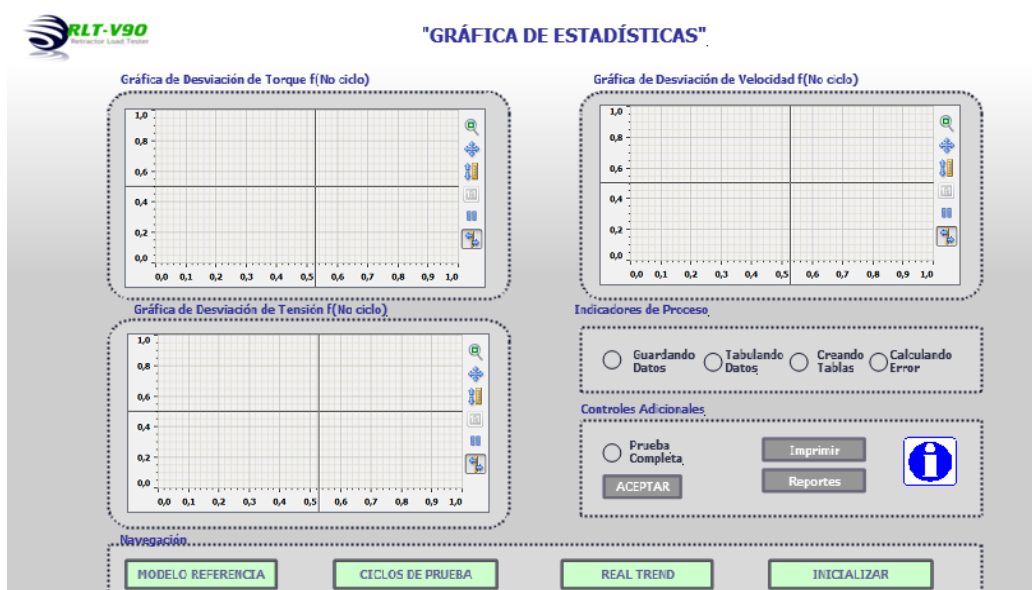 RLT-V90
Retractor Load Tester
"GRÁFICA DE ESTADÍSTICAS"
Gráfica de Desviación de Torque f(No ciclo)
1,0
0,8
0,6
0,4
0,2
0,0
0,0 0,1 0,2 0,3 0,4 0,5 0,6 0,7 0,8 0,9 1,0
Gráfica de Desviación de Velocidad f(No ciclo)
1,0
0,8
0,6
0,4
0,2
0,0
0,0 0,1 0,2 0,3 0,4 0,5 0,6 0,7 0,8 0,9 1,0
Gráfica de Desviación de Tensión f(No ciclo)
1,0
0,8
0,6
0,4
0,2
0,0
0,0 0,1 0,2 0,3 0,4 0,5 0,6 0,7 0,8 0,9 1,0
Indicadores de Proceso
Guardando
Datos
Tabulando
Datos
Creando
Tablas
Calculando
Error
Controles Adicionales
Prueba
Completa
ACEPTAR
Imprimir
Reportes
i
Navegación
MODELO REFERENCIA
CICLOS DE PRUEBA
REAL TREND
INICIALIZAR